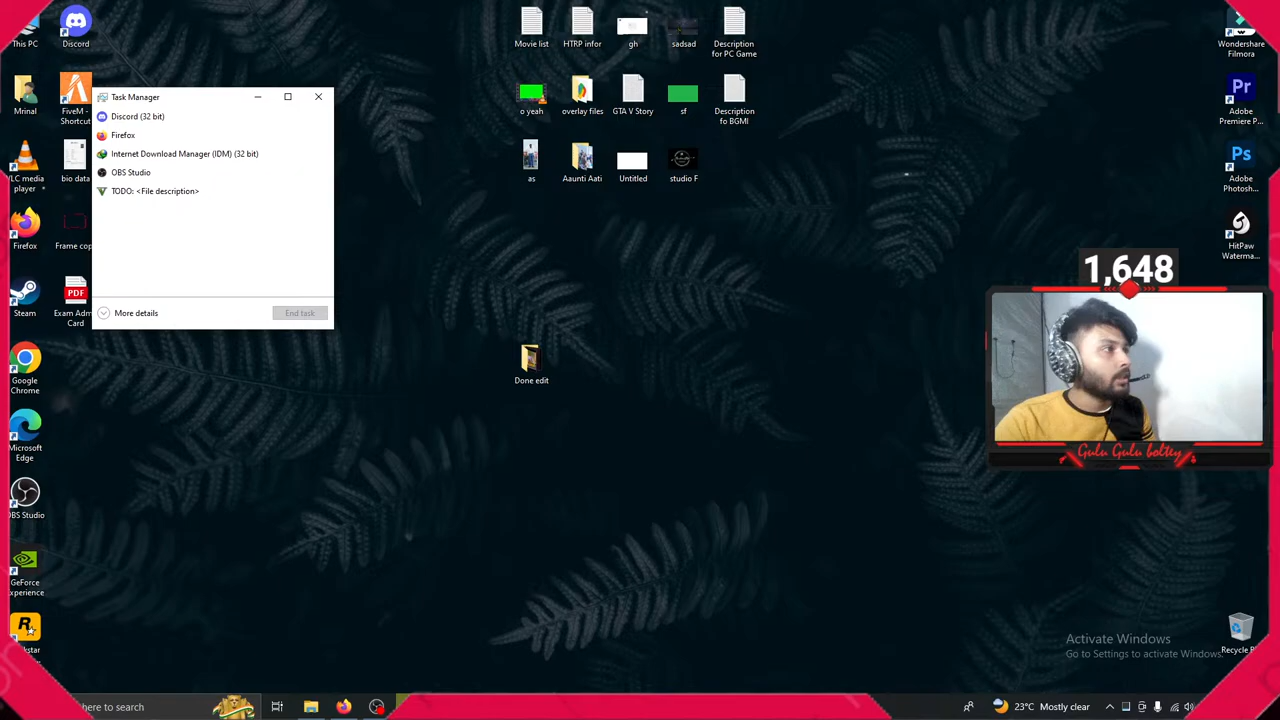 This PC
Discord
Movie list
HTRP infor
gh
sadsad
Description
for PC Game
Wondershare
Filmora
Task Manager
Discord (32 bit)
Firefox
Internet Download Manager (IDM) (32 bit)
OBS Studio
TODO: <File description>
More details
End task
Mrinal
FiveM -
Shortcut
o yeah
overlay files
GTA V Story
sf
Description
fo BGMI
Pr
Adobe
Premiere P...
VLC media
player
bio data
as
Aaunti Aati
Untitled
studio F
Ps
Adobe
Photosh...
Firefox
Frame cop
HitPaw
Waterma...
1,648
Steam
PDF
Exam Adm
Card
Google
Chrome
Done edit
Microsoft
Edge
Gulu Gulu boltey
OBS Studio
GeForce
Experience
R
Activate Windows
Go to Settings to activate Windows.
Recycle
here to search
23°C Mostly clear